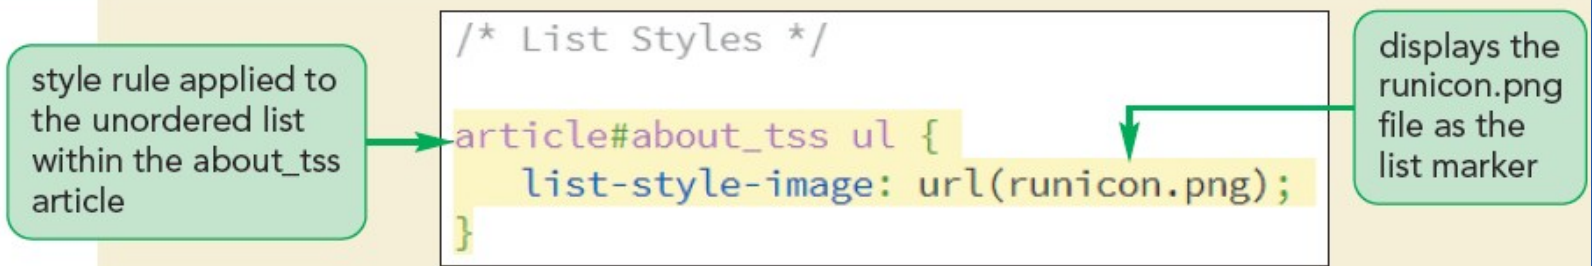 style rule applied to
the unordered list
within the about_tss
article
/* List Styles */
article#about_tss ul {
list-style-image: url(runicon.png);
}
displays the
runicon.png
file as the
list marker